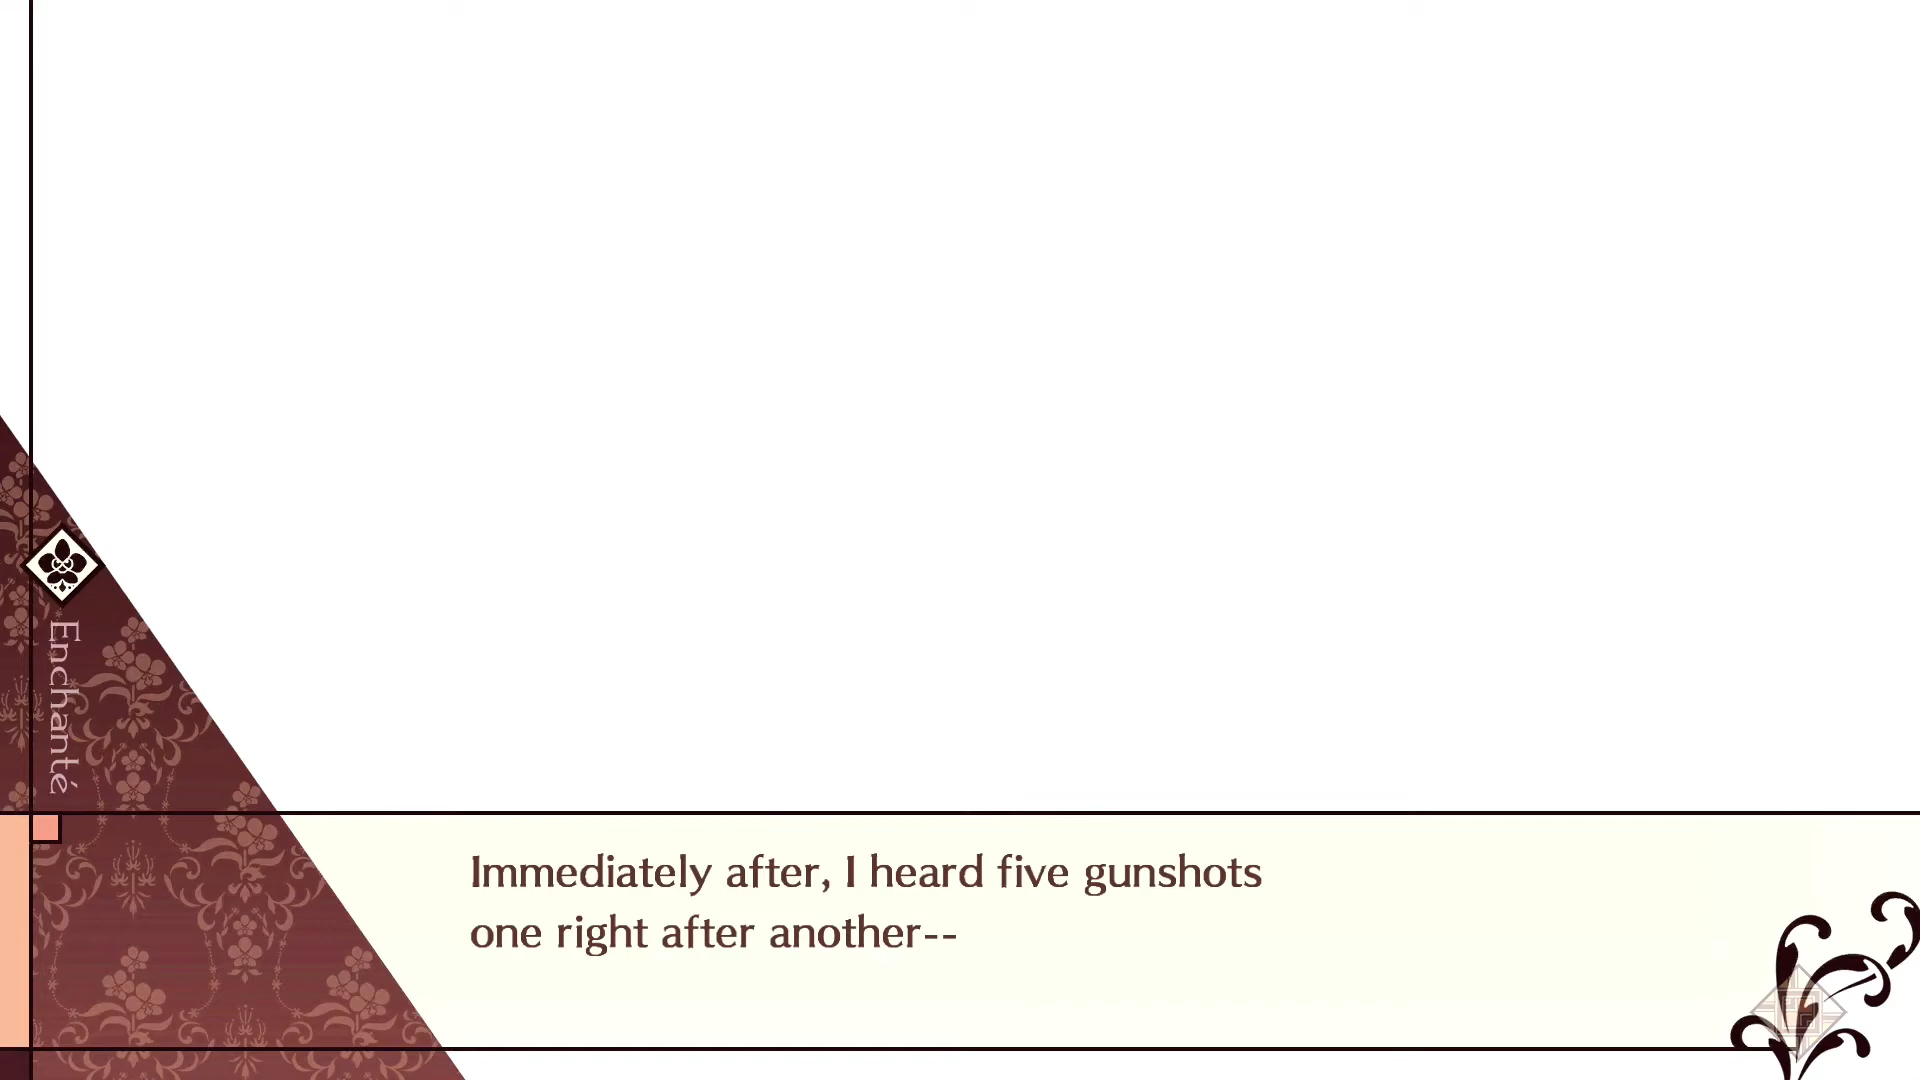 Enchanté
Immediately after, I heard five gunshots
one right after another--